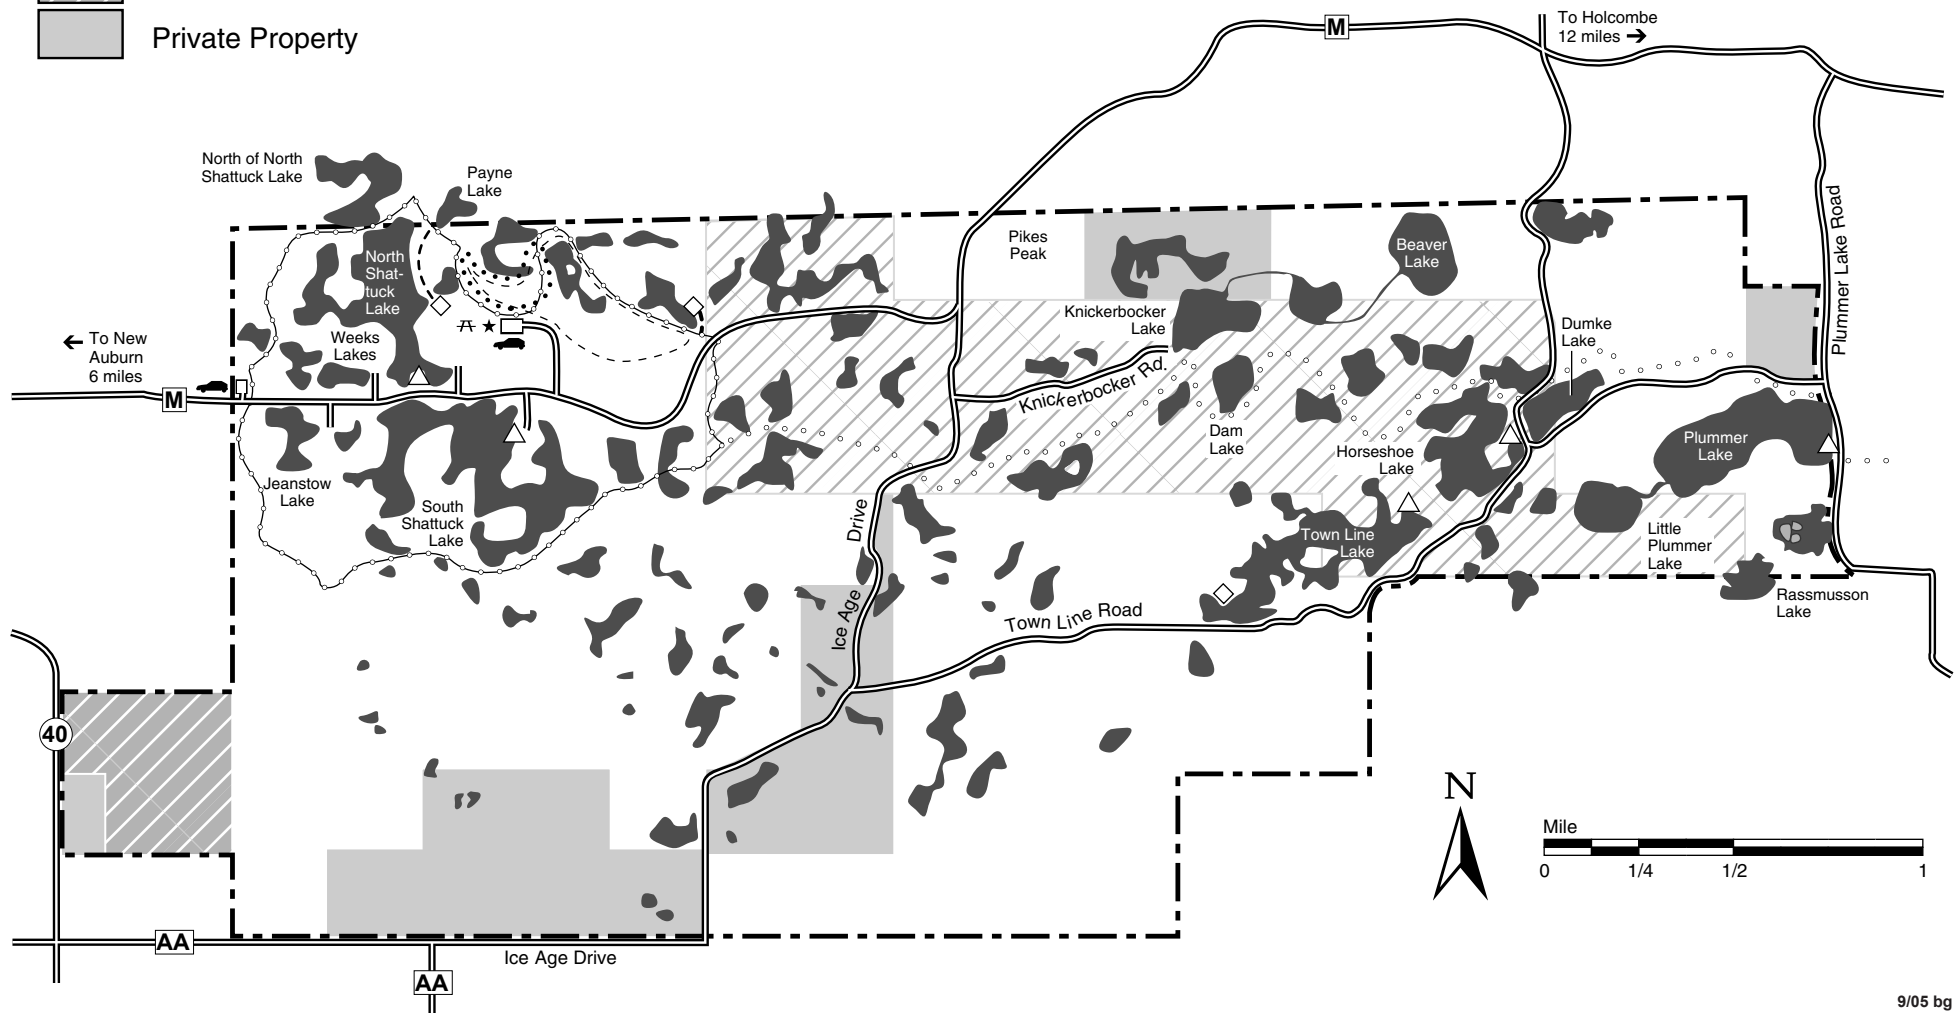 Private Property
M
To Holcombe
12 miles
North of North
Shattuck Lake
Payne
Lake
Plummer Lake Road
Pikes
Peak
Beaver
Lake
North
Shat-
tuck
Lake
Knickerbocker
Lake
Dumke
Lake
To New
Auburn
6 miles
Weeks
Lakes
M
Knickerbocker Rd.
Dam
Lake
Horseshoe
Lake
Plummer
Lake
Jeanstow
Lake
South
Shattuck
Lake
Ice Age Drive
Town Line
Lake
Little
Plummer
Lake
Rassmusson
Lake
Town Line Road
40
N
Mile
0 1/4 1/2 1
AA
Ice Age Drive
AA
9/05 bg